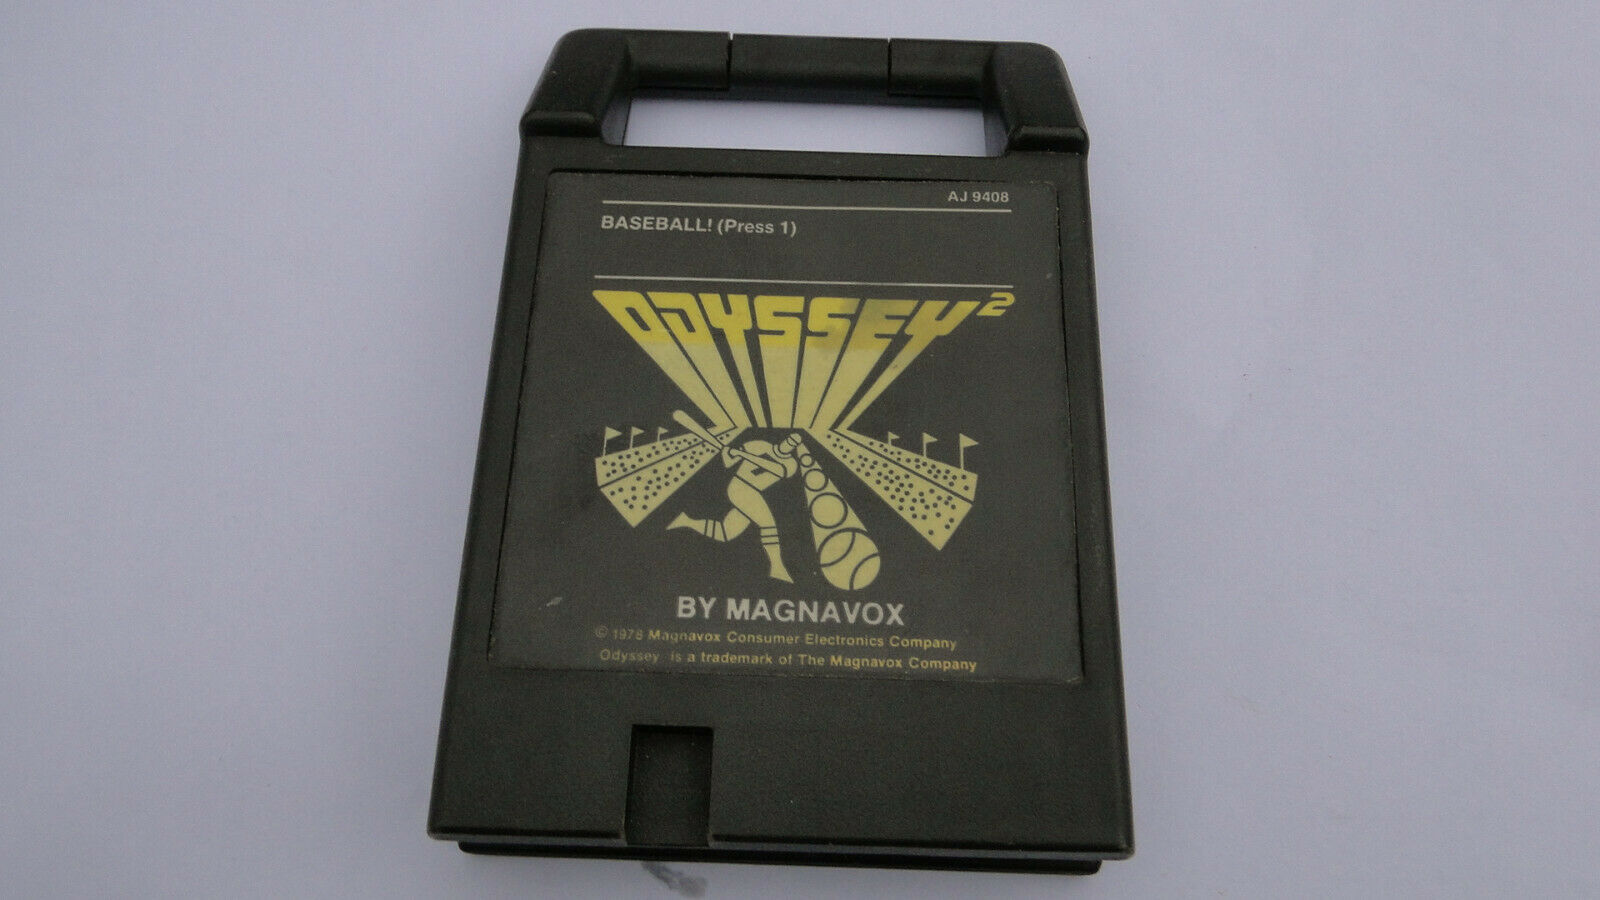 AJ 9408
BASEBALL! (Press 1)
ODYSSEY²
BY MAGNAVOX
© 1978 Magnavox Consumer Electronics Company
Odyssey is a trademark of The Magnavox Company